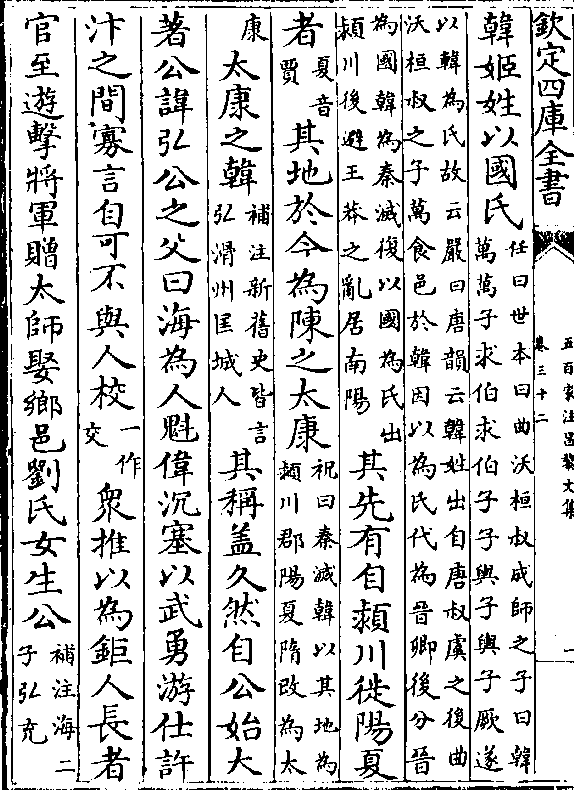 欽定四庫全書
五百家注昌黎文集
卷三十二
一
韓姬姓以國氏任曰世本曰曲沃桓叔成師之子曰韓萬萬子求伯求伯子子輿子輿子厥遂
以韓為氏故云嚴曰唐韻云韓姓出自唐叔虞之後曲
沃桓叔之子萬食邑於韓因以為氏代為晉卿後分晉
為國韓為秦滅後以國為氏出潁川後避王莽之亂居南陽其先有自潁川徙陽夏
者夏音賈其地於今為陳之太康祝曰秦滅韓以其地為潁川郡陽夏隋改為太
康太康之韓補注新舊史皆言弘滑州匡城人其稱盖久然自公始大
著公諱弘公之父曰海為人魁偉沉塞以武勇游仕許
汴之間寡言自可不與人校一作交眾推以為鉅人長者
官至遊擊將軍贈太師娶鄉邑劉氏女生公補注海二子弘充